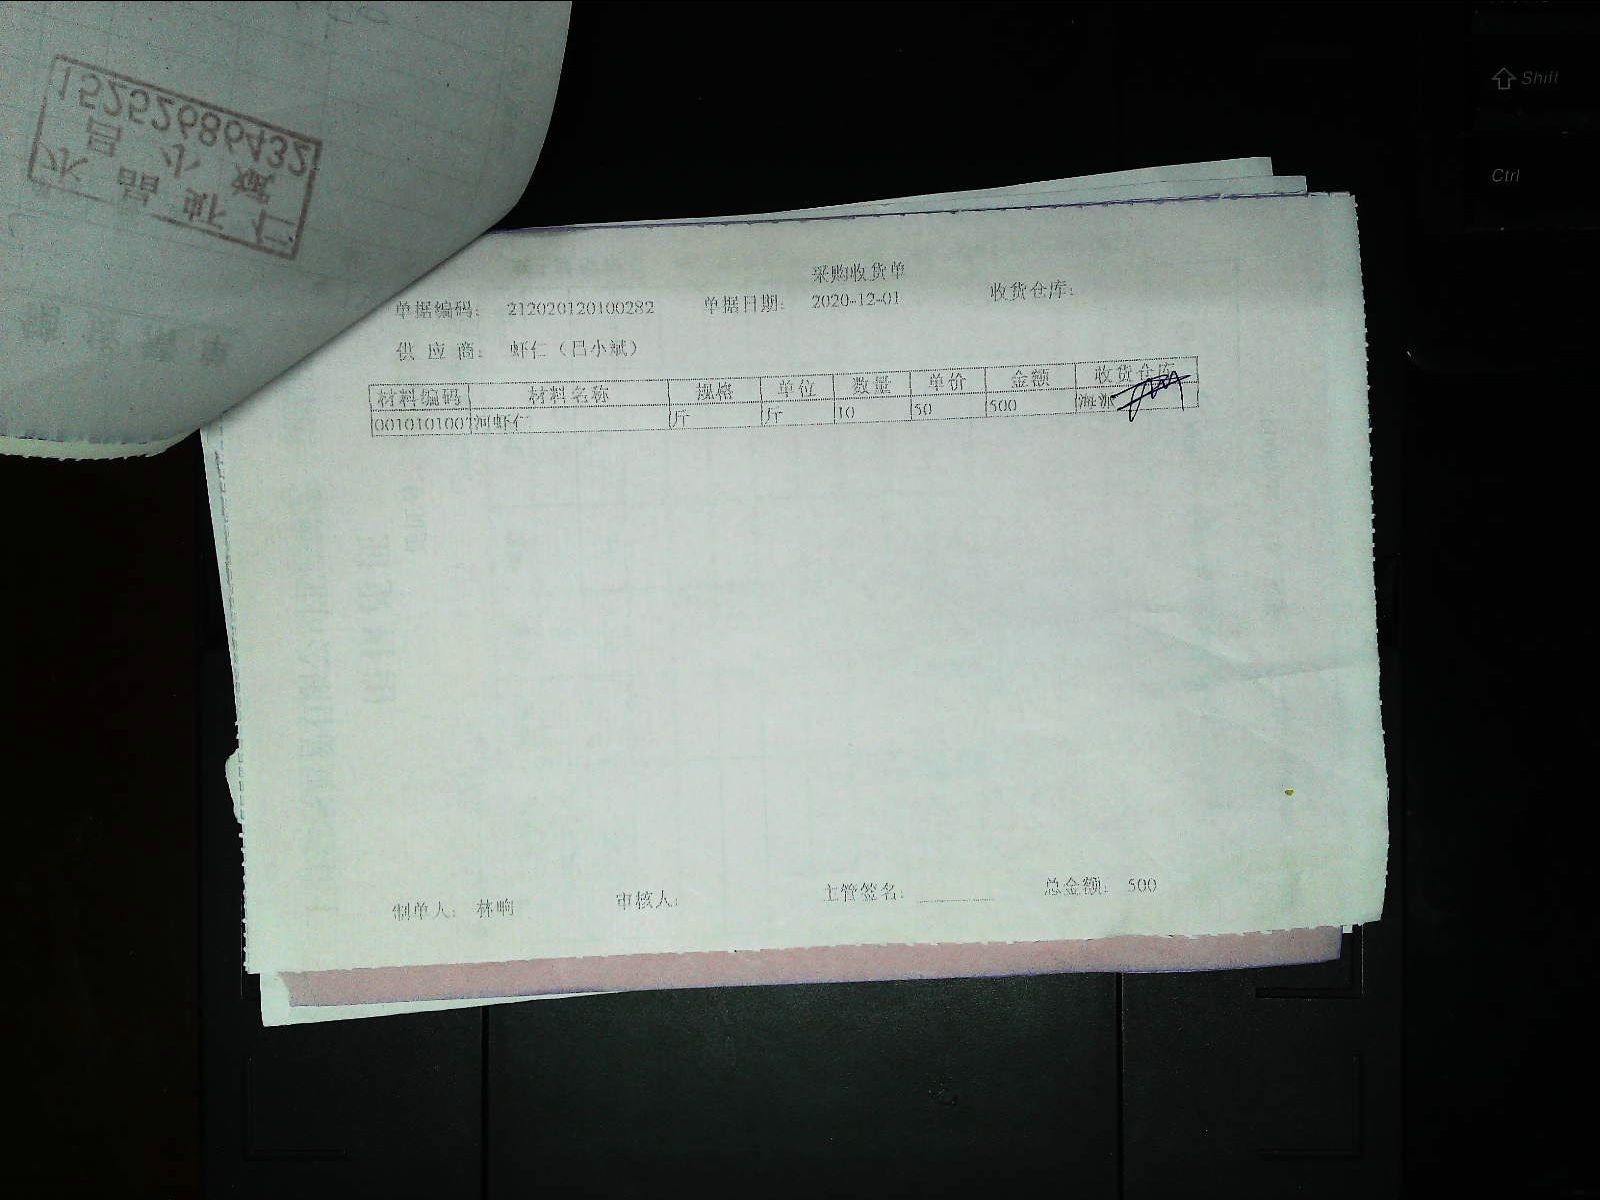 采购收货单
单据编码： 212020120100282 单据日期： 2020-12-01 收货仓库：
供 应 商： 虾仁（吕小斌）
材料编码 材料名称 规格 单位 数量 单价 金额 收货仓库
001010100 河虾仁 斤 斤 10 50 500 海冰
制单人： 林响 审核人： 主管签名： 总金额： 500
15252686432
Shift
Ctrl